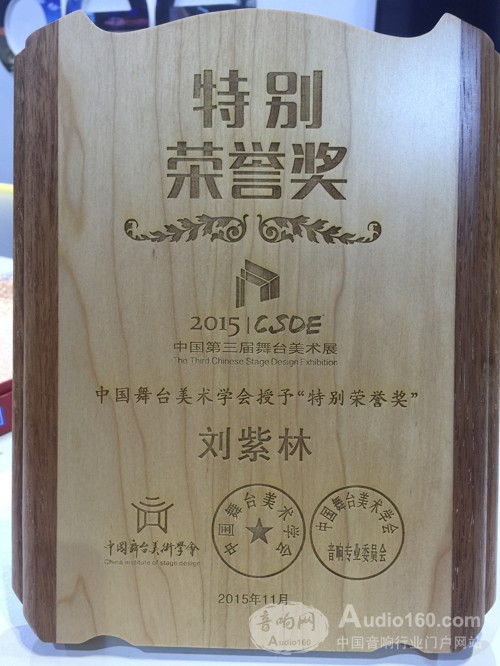 特别
荣誉奖
2015 | CSDE
中国第三届舞台美术展
The Third Chinese Stage Design Exhibition
中国舞台美术学会授予“特别荣誉奖”
刘紫林
中国舞台美術學會
China institute of stage design
中国舞台美术学会
中国舞台美术学会
音响专业委员会
2015年11月
音响网
Audio160
Audio160.com
中国音响行业门户网站